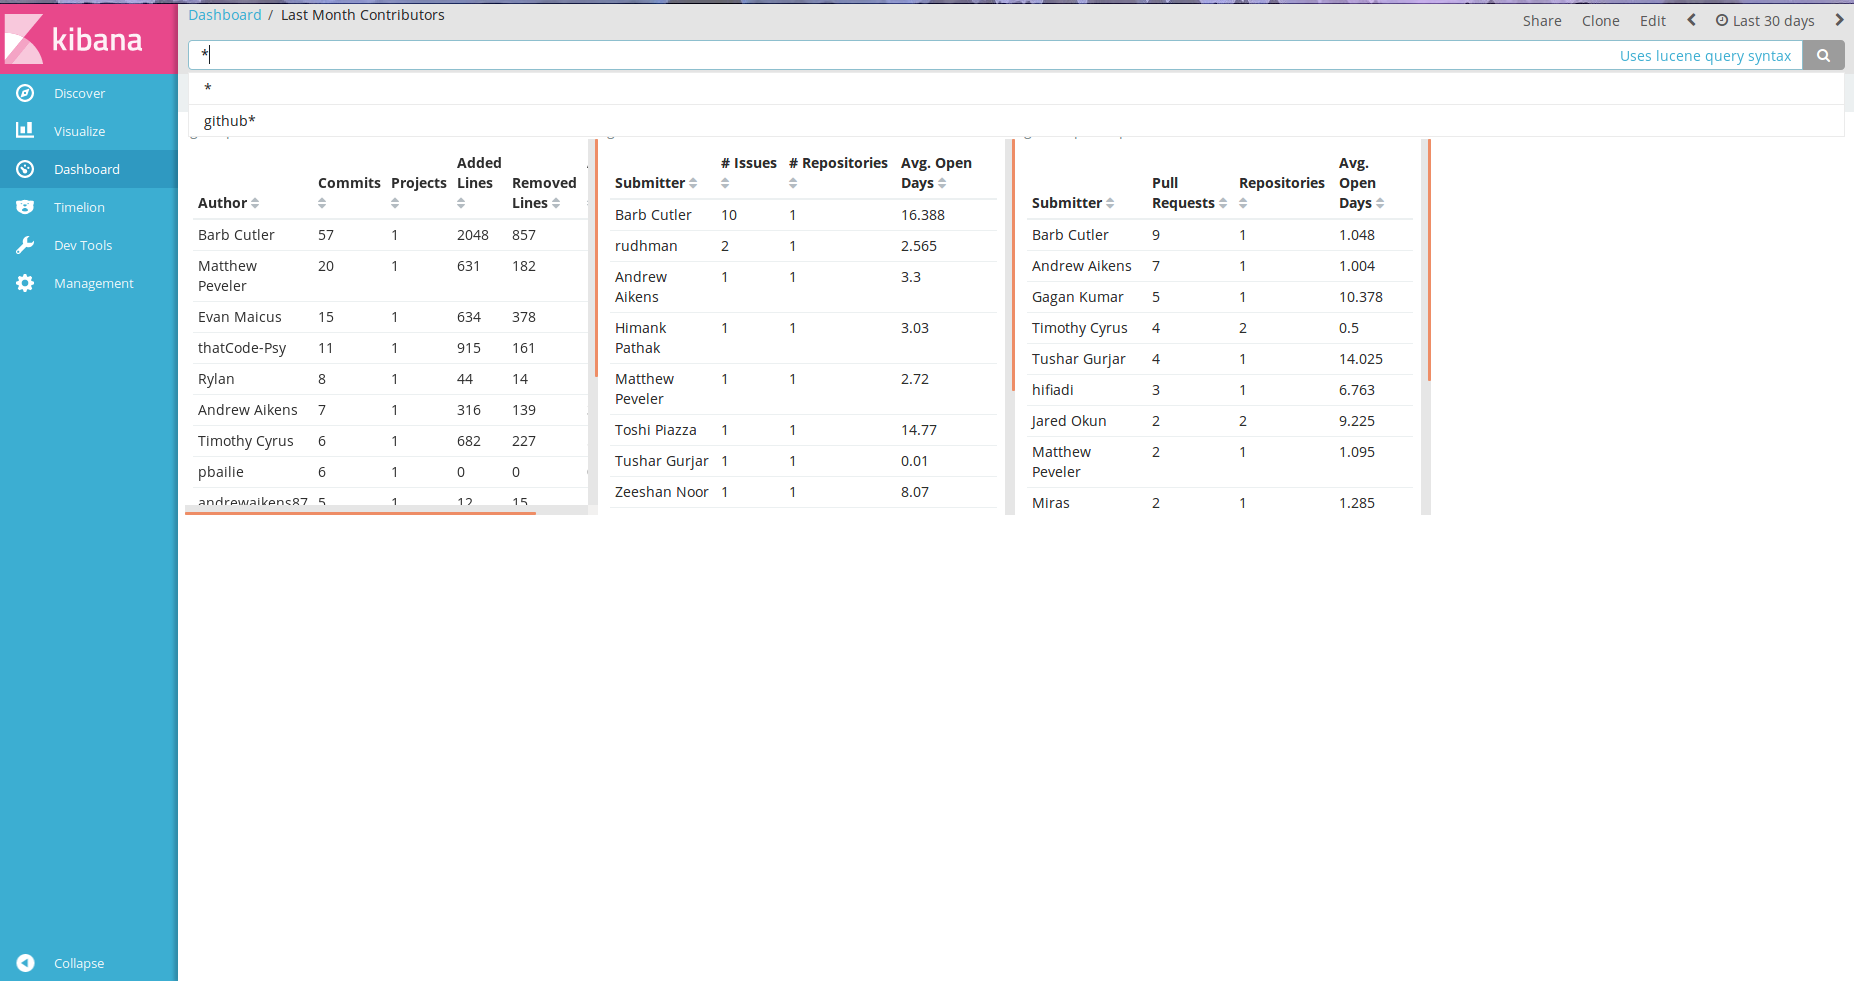 kibana
Discover
Visualize
Dashboard
Timelion
Dev Tools
Management
Collapse
Dashboard / Last Month Contributors
Share Clone Edit Last 30 days
* Uses lucene query syntax
*
github*
Author Commits Projects Added Lines Removed Lines
Barb Cutler 57 1 2048 857
Matthew Peveler 20 1 631 182
Evan Maicus 15 1 634 378
thatCode-Psy 11 1 915 161
Rylan 8 1 44 14
Andrew Aikens 7 1 316 139
Timothy Cyrus 6 1 682 227
pbailie 6 1 0 0
andrewaikens87 5 1 12 15
Submitter # Issues # Repositories Avg. Open Days
Barb Cutler 10 1 16.388
rudhman 2 1 2.565
Andrew Aikens 1 1 3.3
Himank Pathak 1 1 3.03
Matthew Peveler 1 1 2.72
Toshi Piazza 1 1 14.77
Tushar Gurjar 1 1 0.01
Zeeshan Noor 1 1 8.07
Submitter Pull Requests Repositories Avg. Open Days
Barb Cutler 9 1 1.048
Andrew Aikens 7 1 1.004
Gagan Kumar 5 1 10.378
Timothy Cyrus 4 2 0.5
Tushar Gurjar 4 1 14.025
hifiadi 3 1 6.763
Jared Okun 2 2 9.225
Matthew Peveler 2 1 1.095
Miras 2 1 1.285